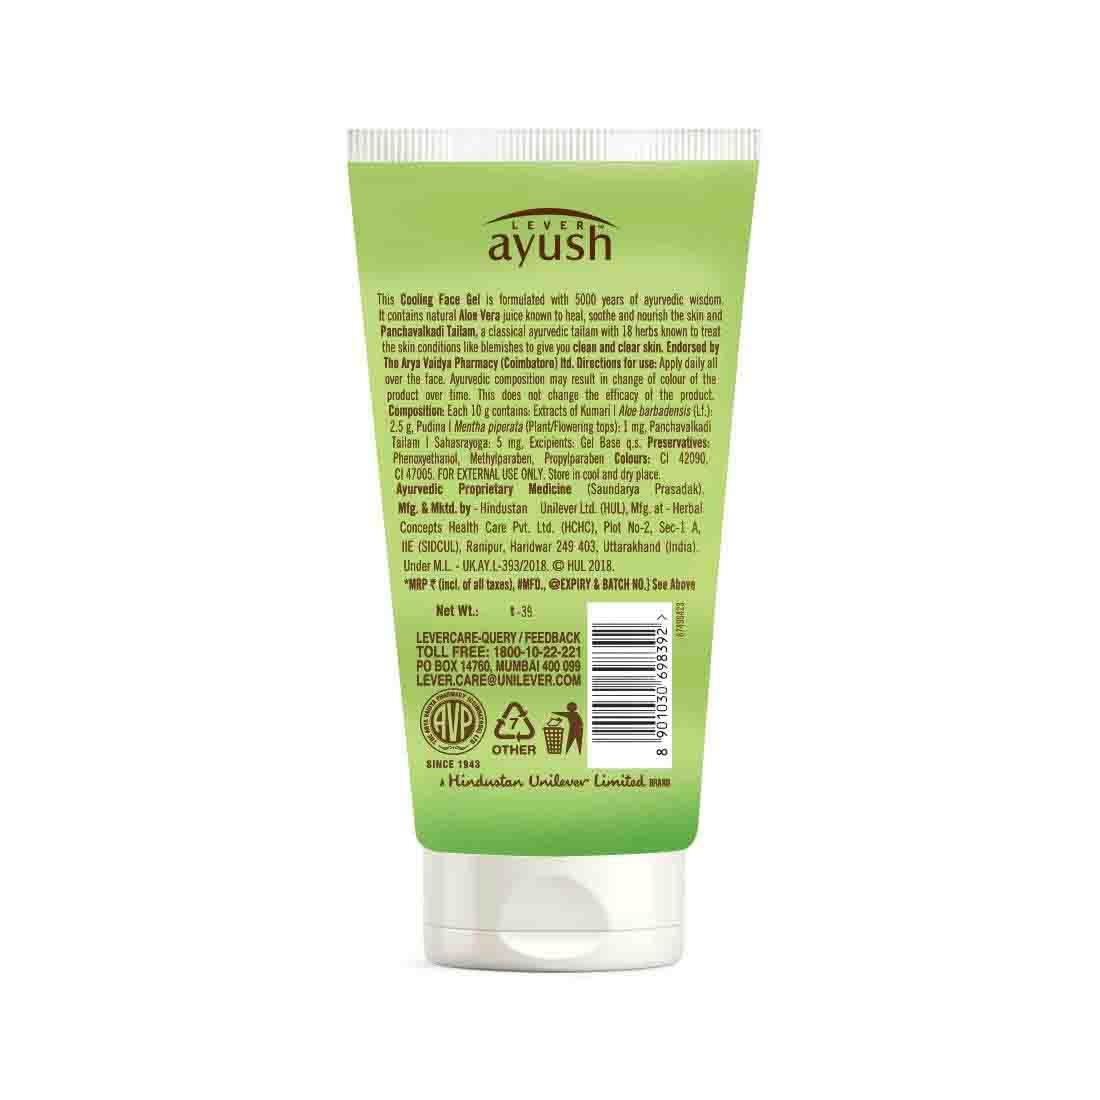 LEVER™
ayush
This Cooling Face Gel is formulated with 5000 years of ayurvedic wisdom.
It contains natural Aloe Vera juice known to heal, soothe and nourish the skin and
Panchavalkadi Tailam, a classical ayurvedic tailam with 18 herbs known to treat
the skin conditions like blemishes to give you clean and clear skin. Endorsed by
The Arya Vaidya Pharmacy (Coimbatore) ltd. Directions for use: Apply daily all
over the face. Ayurvedic composition may result in change of colour of the
product over time. This does not change the efficacy of the product.
Composition: Each 10 g contains: Extracts of Kumari | Aloe barbadensis (Lf.):
2.5 g, Pudina | Mentha piperata (Plant/Flowering tops): 1 mg, Panchavalkadi
Tailam | Sahasrayoga: 5 mg, Excipients: Gel Base q.s. Preservatives:
Phenoxyethanol, Methylparaben, Propylparaben Colours: CI 42090,
CI 47005. FOR EXTERNAL USE ONLY. Store in cool and dry place.
Ayurvedic Proprietary Medicine (Saundarya Prasadak).
Mfg. & Mktd. by - Hindustan Unilever Ltd. (HUL), Mfg. at - Herbal
Concepts Health Care Pvt. Ltd. (HCHC), Plot No-2, Sec-1 A,
IIE (SIDCUL), Ranipur, Haridwar 249 403, Uttarakhand (India).
Under M.L. - UK.AY.L-393/2018. © HUL 2018.
*MRP ₹ (incl. of all taxes), #MFD., @EXPIRY & BATCH NO.} See Above
Net Wt.: t-39
67490423
LEVERCARE-QUERY / FEEDBACK
TOLL FREE: 1800-10-22-221
PO BOX 14760, MUMBAI 400 099
LEVER.CARE@UNILEVER.COM
8 901030 698392 >
THE ARYA VAIDYA PHARMACY (COIMBATORE) LTD.
AVP
SINCE 1943
7
OTHER
A Hindustan Unilever Limited BRAND